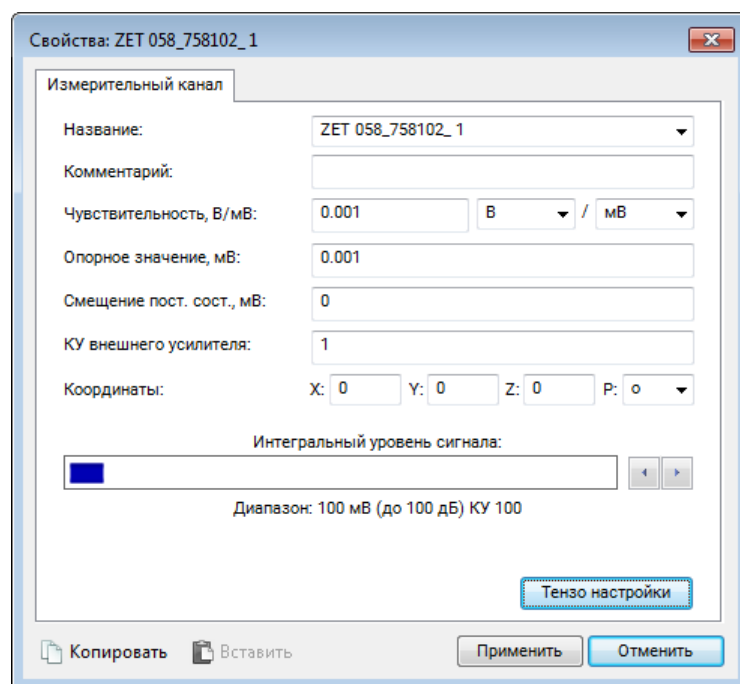 Свойства: ZET 058_758102_ 1
Измерительный канал
Название: ZET 058_758102_ 1
Комментарий:
Чувствительность, В/мВ: 0.001 В / мВ
Опорное значение, мВ: 0.001
Смещение пост. сост., мВ: 0
КУ внешнего усилителя: 1
Координаты: X: 0 Y: 0 Z: 0 P: о
Интегральный уровень сигнала:
Диапазон: 100 мВ (до 100 дБ) КУ 100
Тензо настройки
Копировать Вставить Применить Отменить